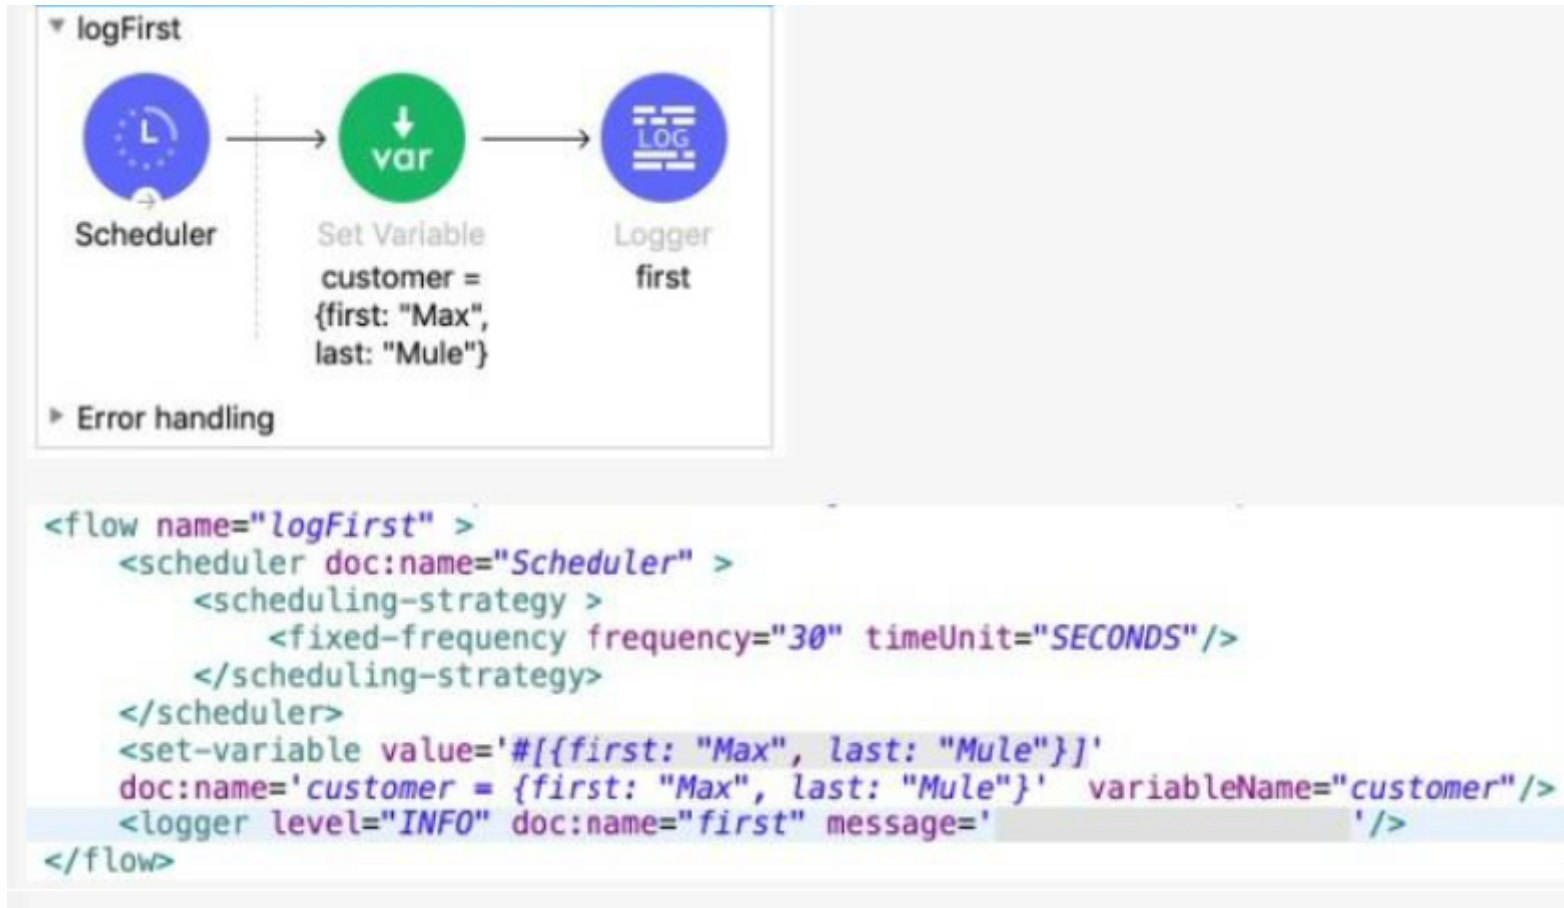 logFirst
L
var
LOG
Scheduler
Set Variable
Logger
customer =
{first: "Max",
last: "Mule"}
first
Error handling
<flow name="logFirst" >
<scheduler doc:name="Scheduler" >
<scheduling-strategy >
<fixed-frequency frequency="30" timeUnit="SECONDS"/>
</scheduling-strategy>
</scheduler>
<set-variable value='#[{first: "Max", last: "Mule"}]'
doc:name='customer = {first: "Max", last: "Mule"}' variableName="customer"/>
<logger level="INFO" doc:name="first" message=' '/>
</flow>